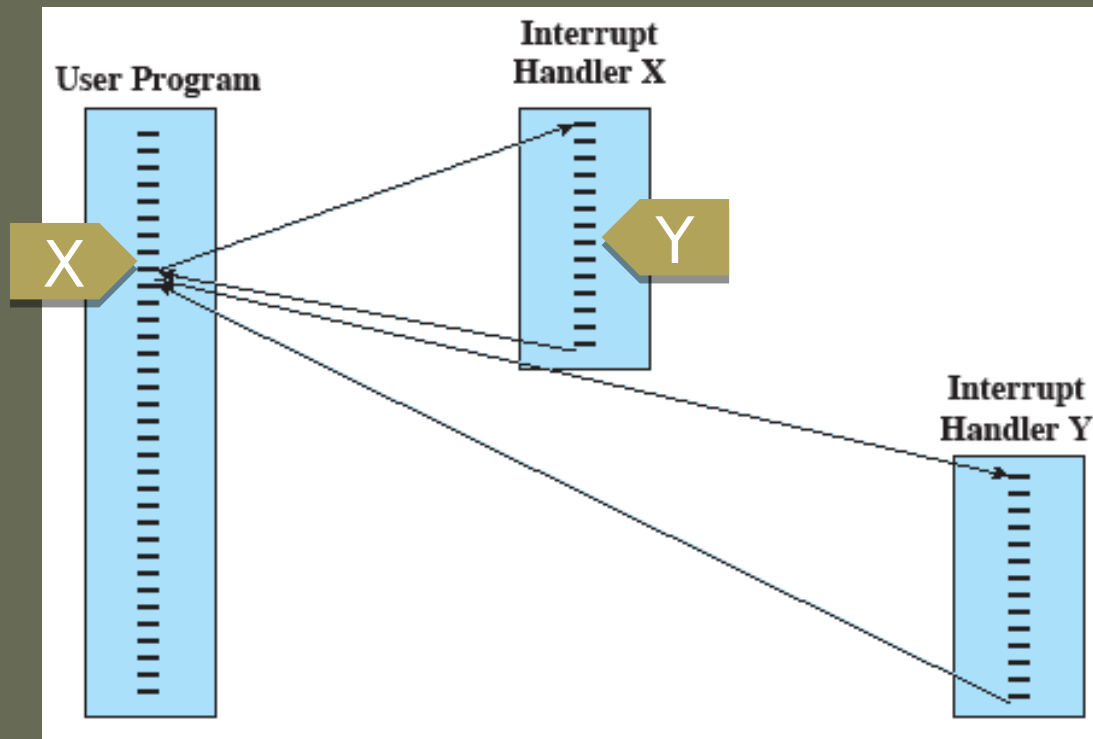 User Program
Interrupt
Handler X
X
Y
Interrupt
Handler Y